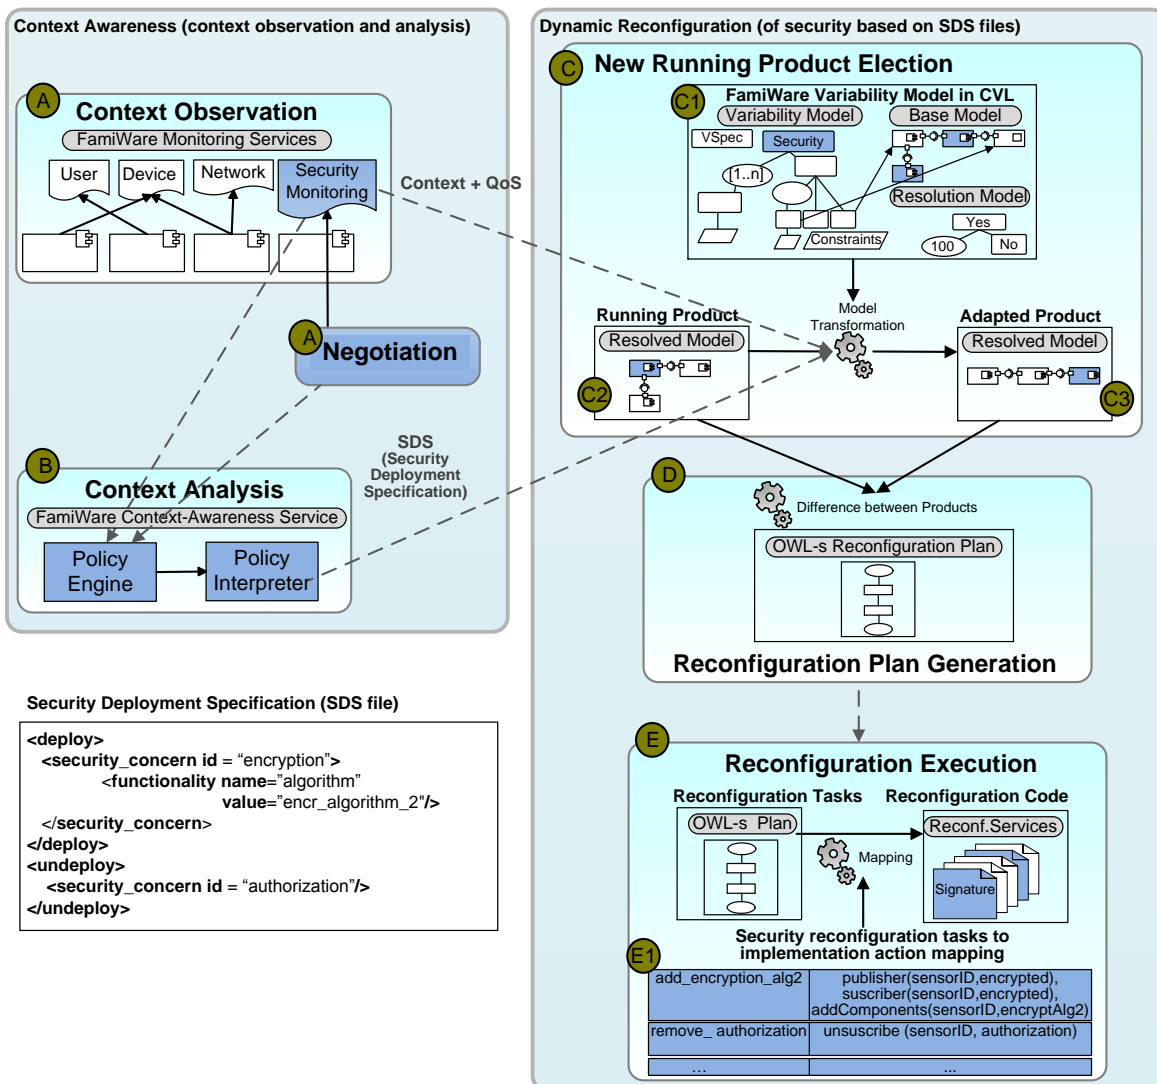 Context Awareness (context observation and analysis)
A
Context Observation
FamiWare Monitoring Services
User
Device
Network
Security
Monitoring
Context + QoS
A
Negotiation
SDS
(Security
Deployment
Specification)
B
Context Analysis
FamiWare Context-Awareness Service
Policy
Engine
Policy
Interpreter
Security Deployment Specification (SDS file)
<deploy>
<security_concern id = “encryption”>
<functionality name=”algorithm”
value=”encr_algorithm_2"/>
</security_concern>
</deploy>
<undeploy>
<security_concern id = “authorization”/>
</undeploy>
Dynamic Reconfiguration (of security based on SDS files)
C
New Running Product Election
C1
FamiWare Variability Model in CVL
Variability Model
Base Model
VSpec
Security
[1..n]
Constraints
Resolution Model
Yes
100
No
Model
Transformation
Running Product
Resolved Model
C2
Adapted Product
Resolved Model
C3
D
Difference between Products
OWL-s Reconfiguration Plan
Reconfiguration Plan Generation
E
Reconfiguration Execution
Reconfiguration Tasks
Reconfiguration Code
OWL-s Plan
Reconf.Services
Mapping
Signature
Security reconfiguration tasks to
implementation action mapping
E1
add_encryption_alg2
publisher(sensorID,encrypted),
suscriber(sensorID,encrypted),
addComponents(sensorID,encryptAlg2)
remove_ authorization
unsuscribe (sensorID, authorization)
...
...